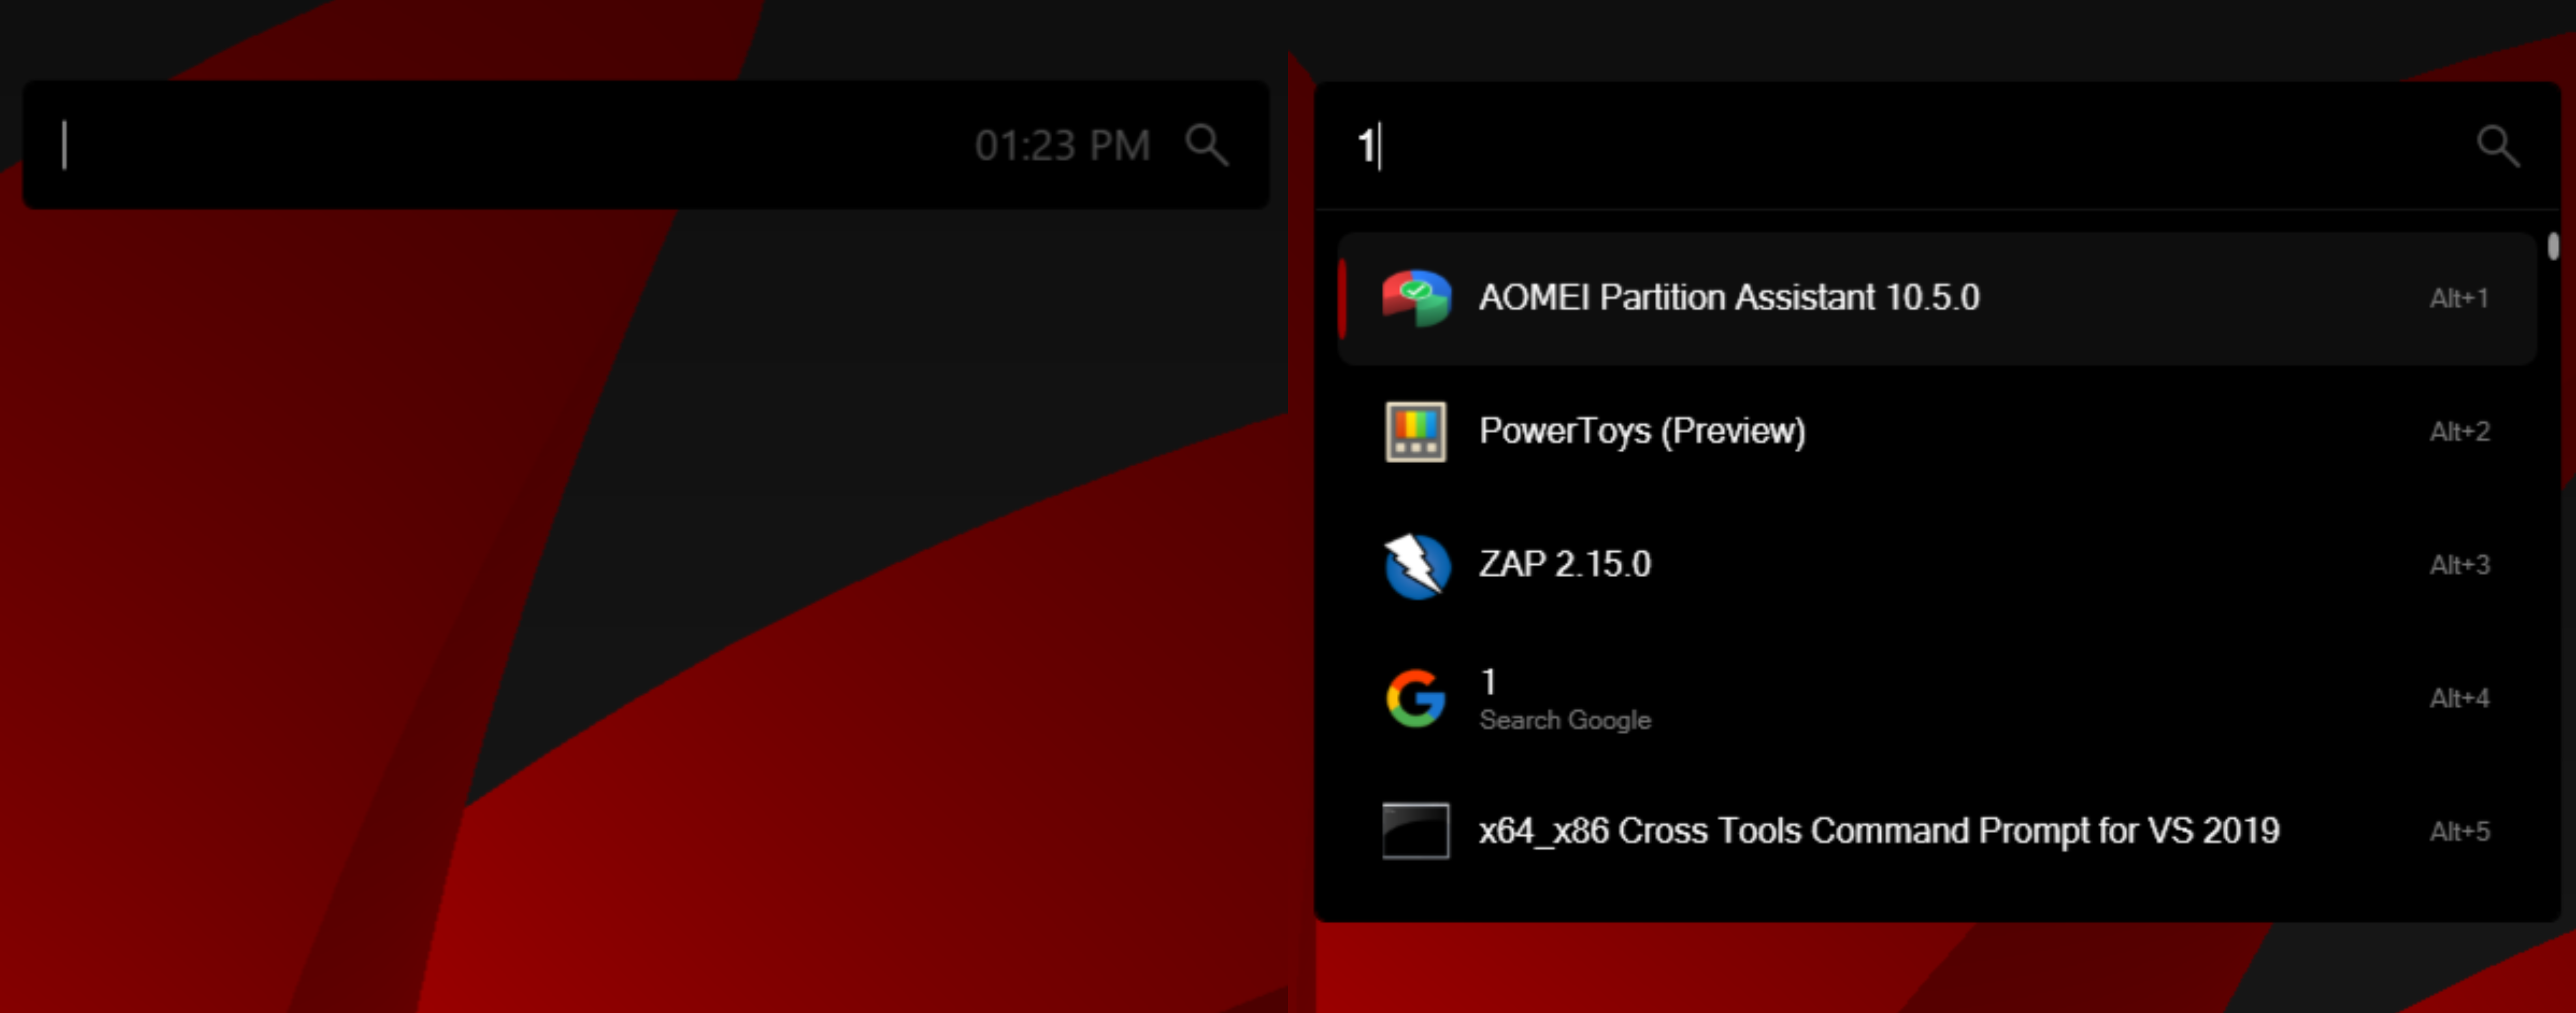 01:23 PM
1
AOMEI Partition Assistant 10.5.0
Alt+1
PowerToys (Preview)
Alt+2
ZAP 2.15.0
Alt+3
1
Search Google
Alt+4
x64_x86 Cross Tools Command Prompt for VS 2019
Alt+5